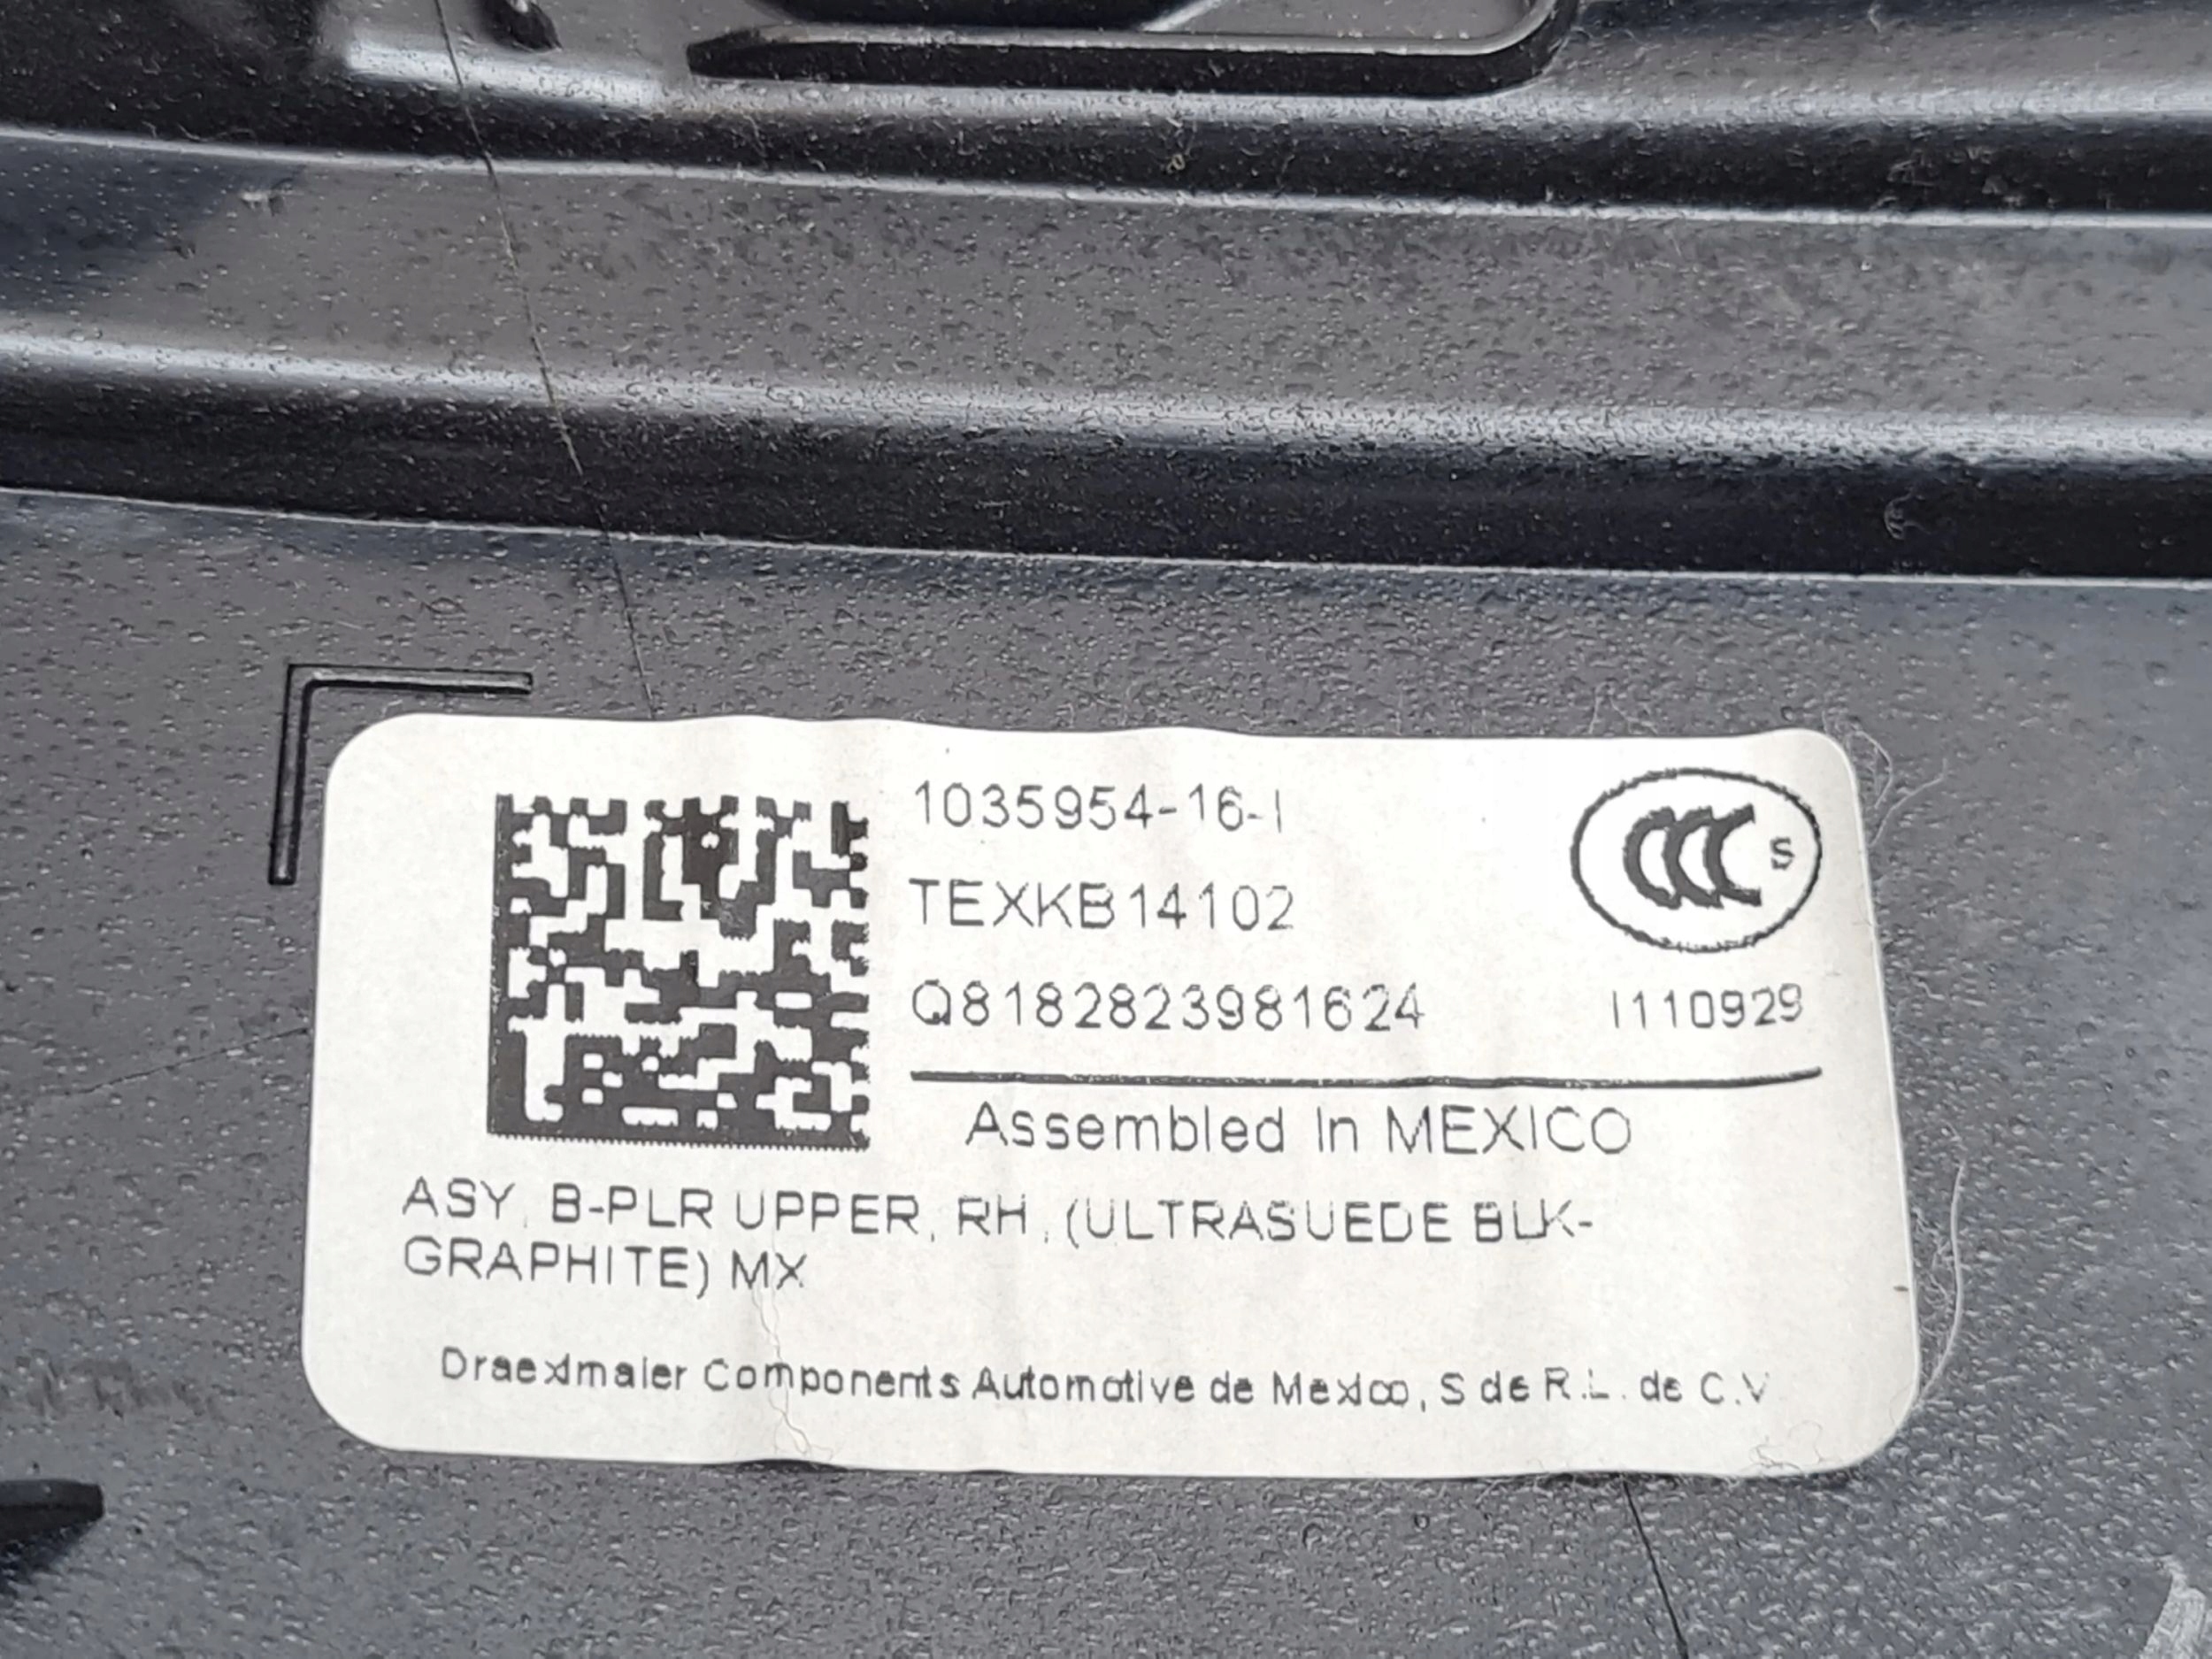 1035954-16-I
TEXKB14102
Q8182823981624
CCC S
I110929
Assembled In MEXICO
ASY, B-PLR UPPER, RH, (ULTRASUEDE BLK-
GRAPHITE) MX
Draexlmaier Components Automotive de Mexico, S de R.L. de C.V